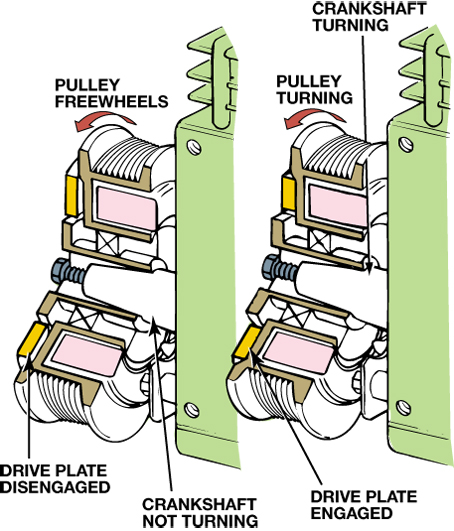 CRANKSHAFT
TURNING
PULLEY
FREEWHEELS
PULLEY
TURNING
DRIVE PLATE
DISENGAGED
CRANKSHAFT
NOT TURNING
DRIVE PLATE
ENGAGED